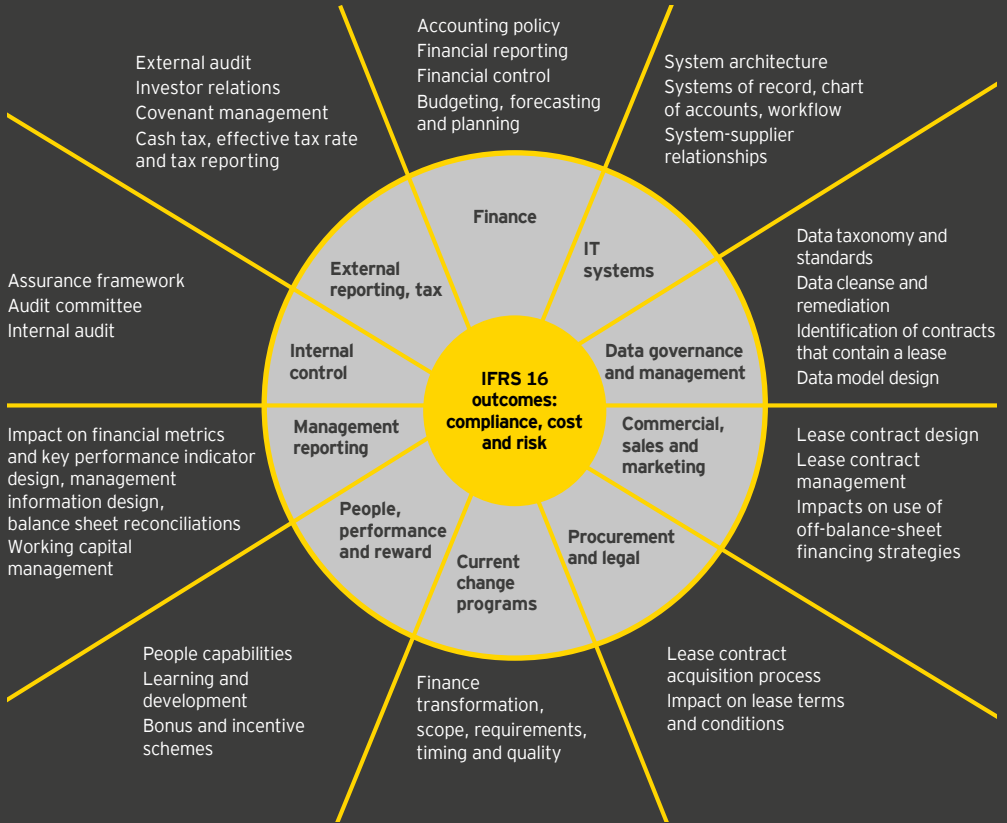 Accounting policy
Financial reporting
Financial control
Budgeting, forecasting
and planning
External audit
Investor relations
Covenant management
Cash tax, effective tax rate
and tax reporting
System architecture
Systems of record, chart
of accounts, workflow
System-supplier
relationships
Finance
IT
systems
External
reporting, tax
Data taxonomy and
standards
Data cleanse and
remediation
Identification of contracts
that contain a lease
Data model design
Assurance framework
Audit committee
Internal audit
Internal
control
Data governance
and management
IFRS 16
outcomes:
compliance, cost
and risk
Management
reporting
Commercial,
sales and
marketing
Impact on financial metrics
and key performance indicator
design, management
information design,
balance sheet reconciliations
Working capital
management
Lease contract design
Lease contract
management
Impacts on use of
off-balance-sheet
financing strategies
People,
performance
and reward
Current
change
programs
Procurement
and legal
People capabilities
Learning and
development
Bonus and incentive
schemes
Finance
transformation,
scope, requirements,
timing and quality
Lease contract
acquisition process
Impact on lease terms
and conditions